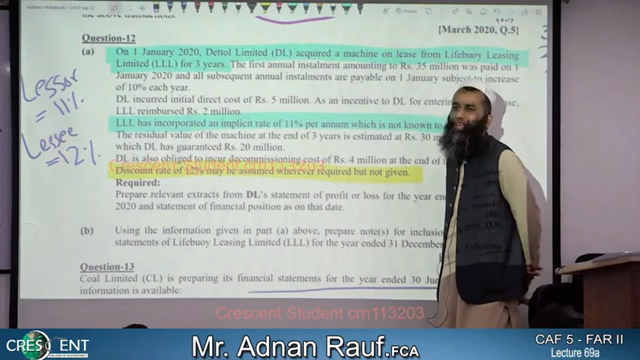 the above transactions.
[March 2020, Q.5]
Question-12
(a) On 1 January 2020, Dettol Limited (DL) acquired a machine on lease from Lifebuoy Leasing
Limited (LLL) for 3 years. The first annual instalment amounting to Rs. 35 million was paid on 1
January 2020 and all subsequent annual instalments are payable on 1 January subject to increase
of 10% each year.
DL incurred initial direct cost of Rs. 5 million. As an incentive to DL for entering
LLL reimbursed Rs. 2 million.
LLL has incorporated an implicit rate of 11% per annum which is not known to
The residual value of the machine at the end of 3 years is estimated at Rs. 30
which DL has guaranteed Rs. 20 million.
DL is also obliged to incur decommissioning cost of Rs. 4 million at the end of
Discount rate of 12% may be assumed wherever required but not given.
Required:
Prepare relevant extracts from DL's statement of profit or loss for the year
2020 and statement of financial position as on that date.
(b) Using the information given in part (a) above, prepare note(s) for
statements of Lifebuoy Leasing Limited (LLL) for the year ended 31 December
Question-13
Coal Limited (CL) is preparing its financial statements for the year ended 30
information is available:
Lessor
= 11%
Lessee
= 12%
Crescent Student crn113203
Crescent Student crn113203
CRESCENT
Mr. Adnan Rauf.FCA
CAF 5 - FAR II
Lecture 69a